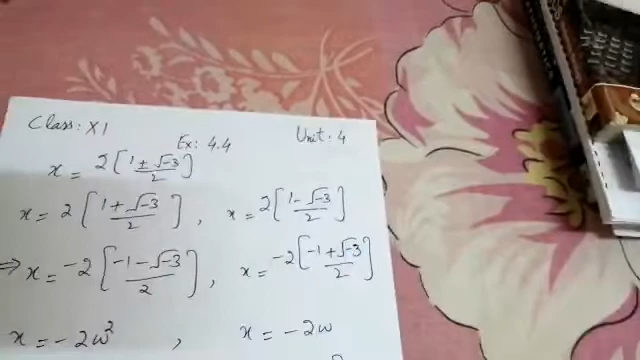 Class: XI Ex: 4.4 Unit: 4
x = 2[(1±√-3)/2]
x = 2[(1+√-3)/2] , x = 2[(1-√-3)/2]
⇒ x = -2[(-1-√-3)/2] , x = -2[(-1+√-3)/2]
x = -2ω² , x = -2ω